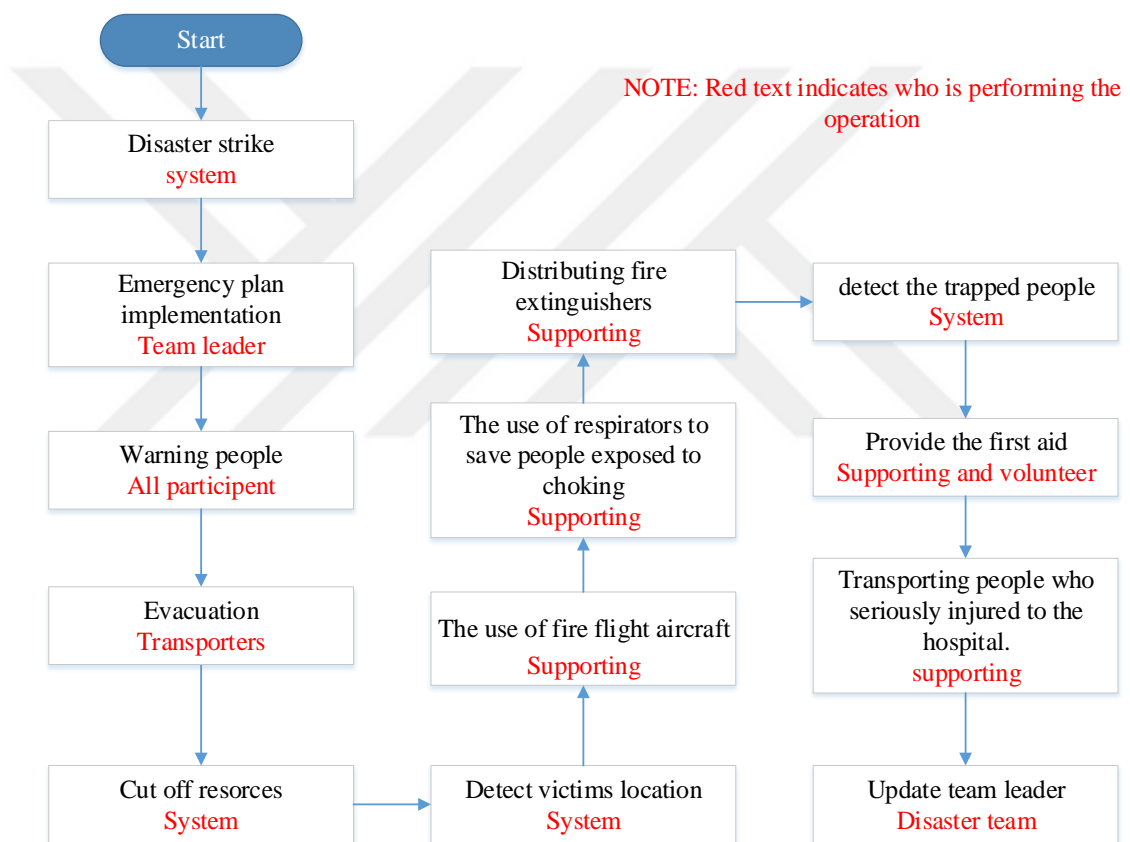 Start
NOTE: Red text indicates who is performing the
operation
Disaster strike
system
Emergency plan
implementation
Team leader
Warning people
All participent
Evacuation
Transporters
Cut off resorces
System
Detect victims location
System
The use of fire flight aircraft
Supporting
The use of respirators to
save people exposed to
choking
Supporting
Distributing fire
extinguishers
Supporting
detect the trapped people
System
Provide the first aid
Supporting and volunteer
Transporting people who
seriously injured to the
hospital.
supporting
Update team leader
Disaster team